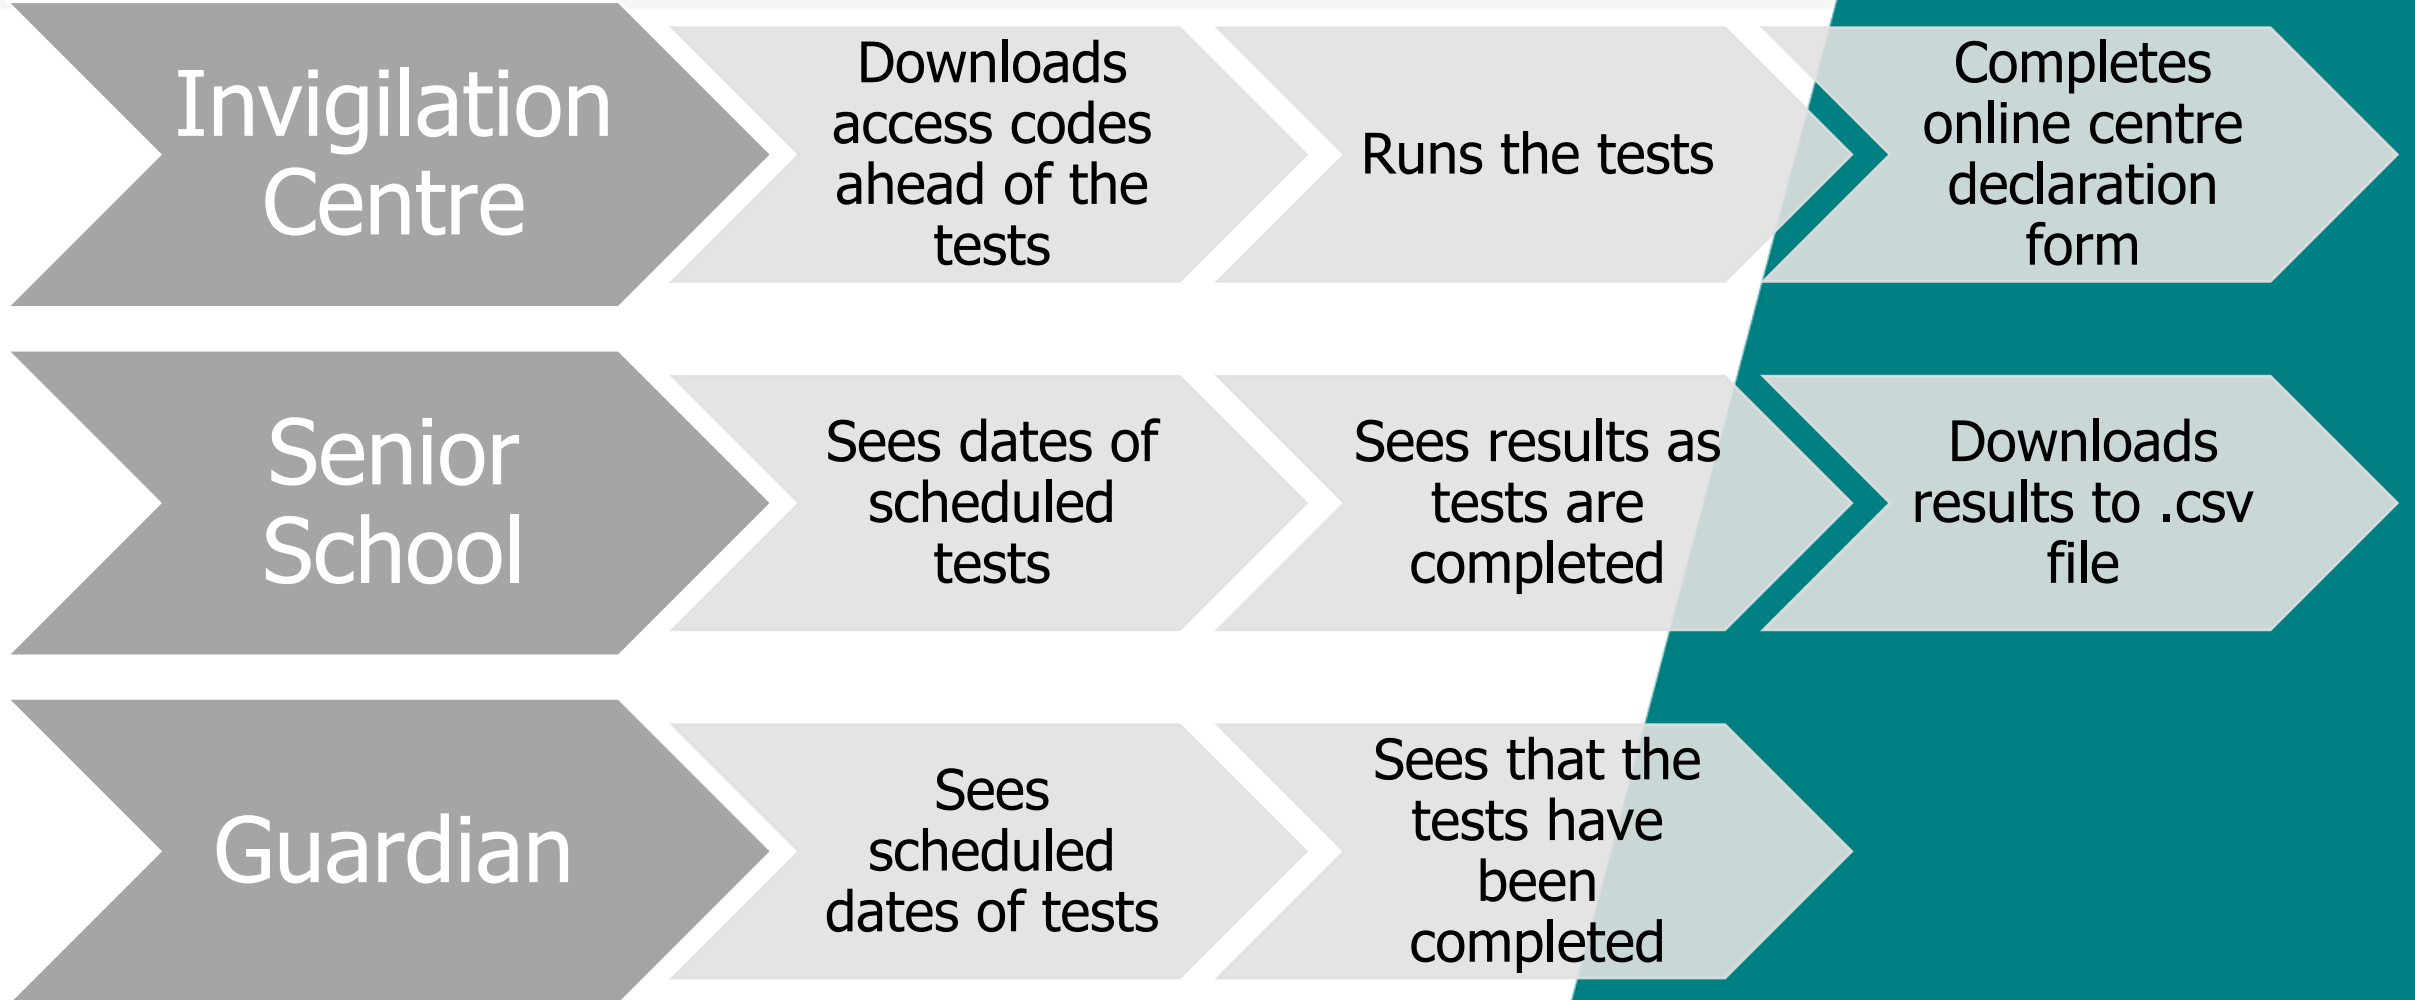 Invigilation
Centre
Downloads
access codes
ahead of the
tests
Runs the tests
Completes
online centre
declaration
form
Senior
School
Sees dates of
scheduled
tests
Sees results as
tests are
completed
Downloads
results to .csv
file
Guardian
Sees
scheduled
dates of tests
Sees that the
tests have
been
completed